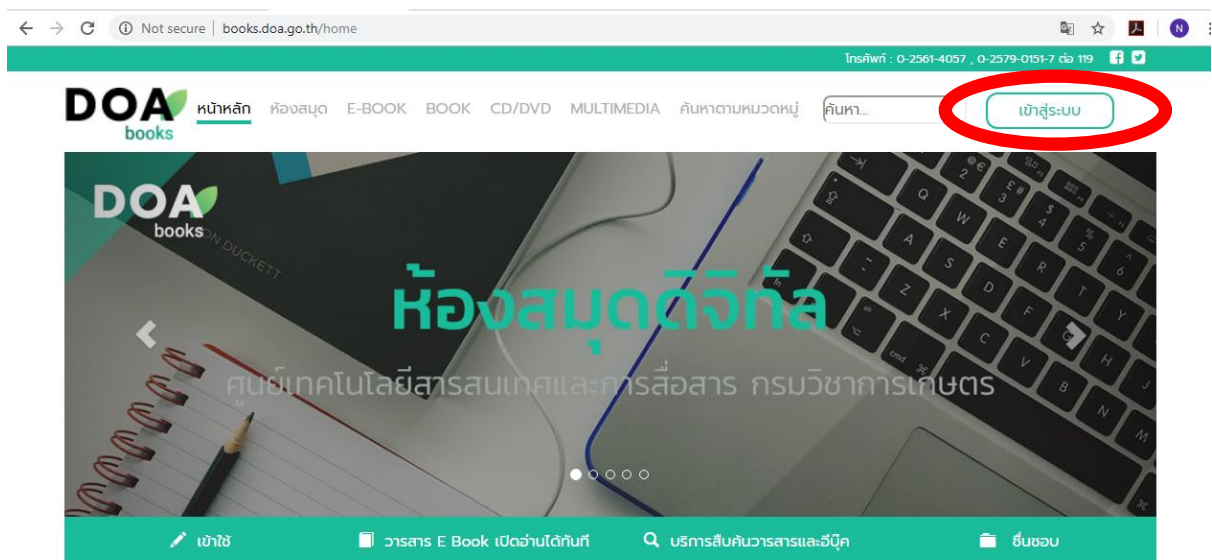 Not secure | books.doa.go.th/home
N
โทรศัพท์ : 0-2561-4057 , 0-2579-0151-7 ต่อ 119
DOA books
หน้าหลัก ห้องสมุด E-BOOK BOOK CD/DVD MULTIMEDIA ค้นหาตามหมวดหมู่ ค้นหา... เข้าสู่ระบบ
DOA
books
ON DUCKETT
ห้องสมุดดิจิทัล
ศูนย์เทคโนโลยีสารสนเทศและการสื่อสาร กรมวิชาการเกษตร
เข้าใช้ วารสาร E Book เปิดอ่านได้ทันที บริการสืบค้นวารสารและอีบุ๊ค ชื่นชอบ